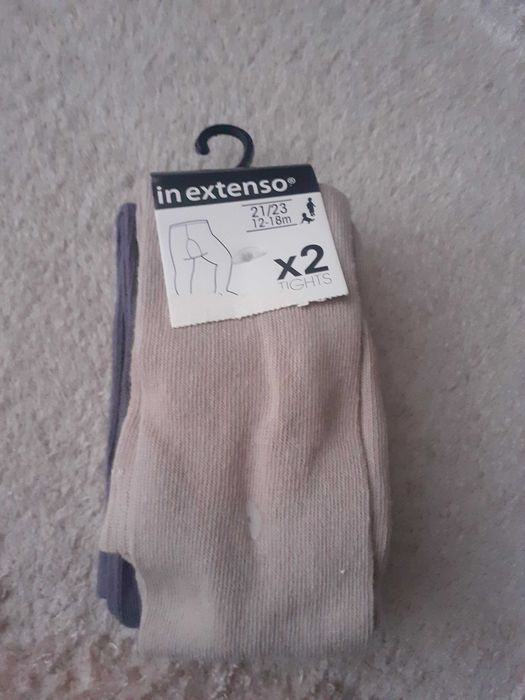 in extenso®
21/23
12-18m
x2
TIGHTS